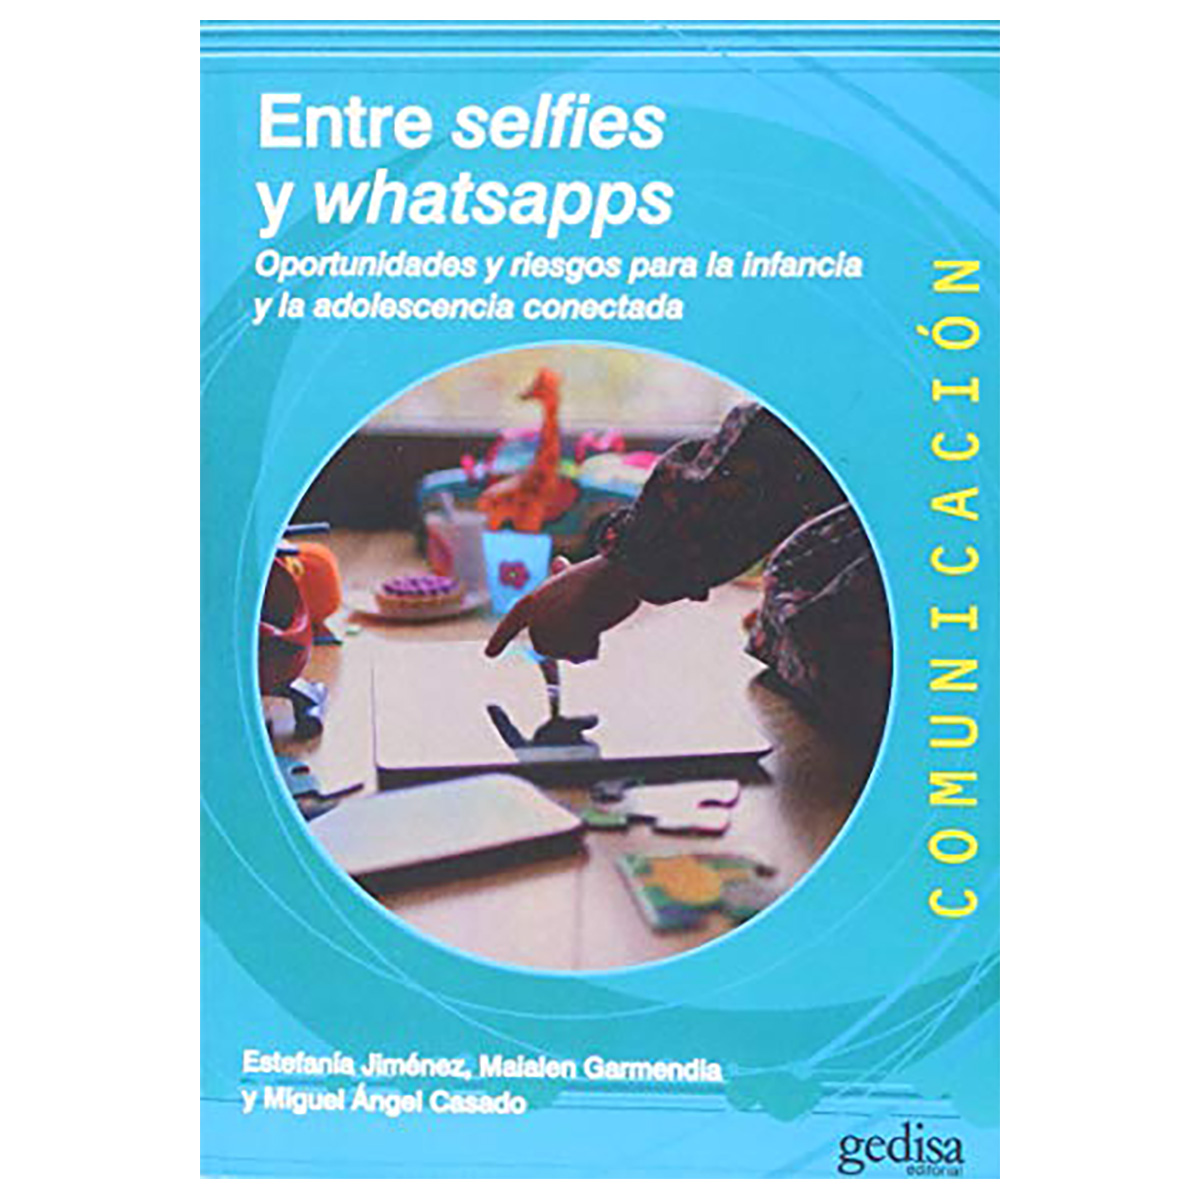 Entre selfies
y whatsapps
Oportunidades y riesgos para la infancia
y la adolescencia conectada
COMUNICACIÓN
Estefanía Jiménez, Maialen Garmendia
y Miguel Ángel Casado
gedisa
editorial